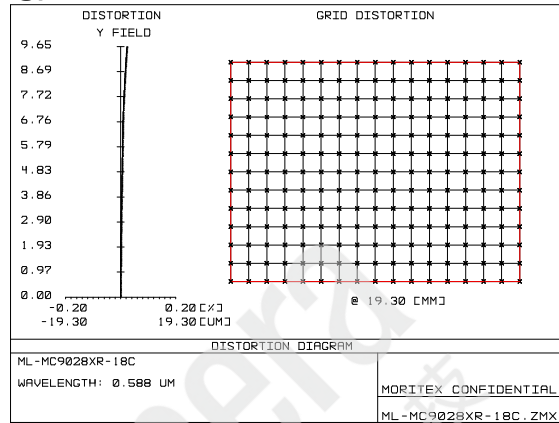 DISTORTION
Y FIELD
9.65
8.69
7.72
6.76
5.79
4.83
3.86
2.90
1.93
0.97
0.00
-0.20 0.20 [%]
-19.30 19.30 [UM]
GRID DISTORTION
@ 19.30 [MM]
DISTORTION DIAGRAM
ML-MC9028XR-18C
WAVELENGTH: 0.588 UM
MORITEX CONFIDENTIAL
ML-MC9028XR-18C.ZMX